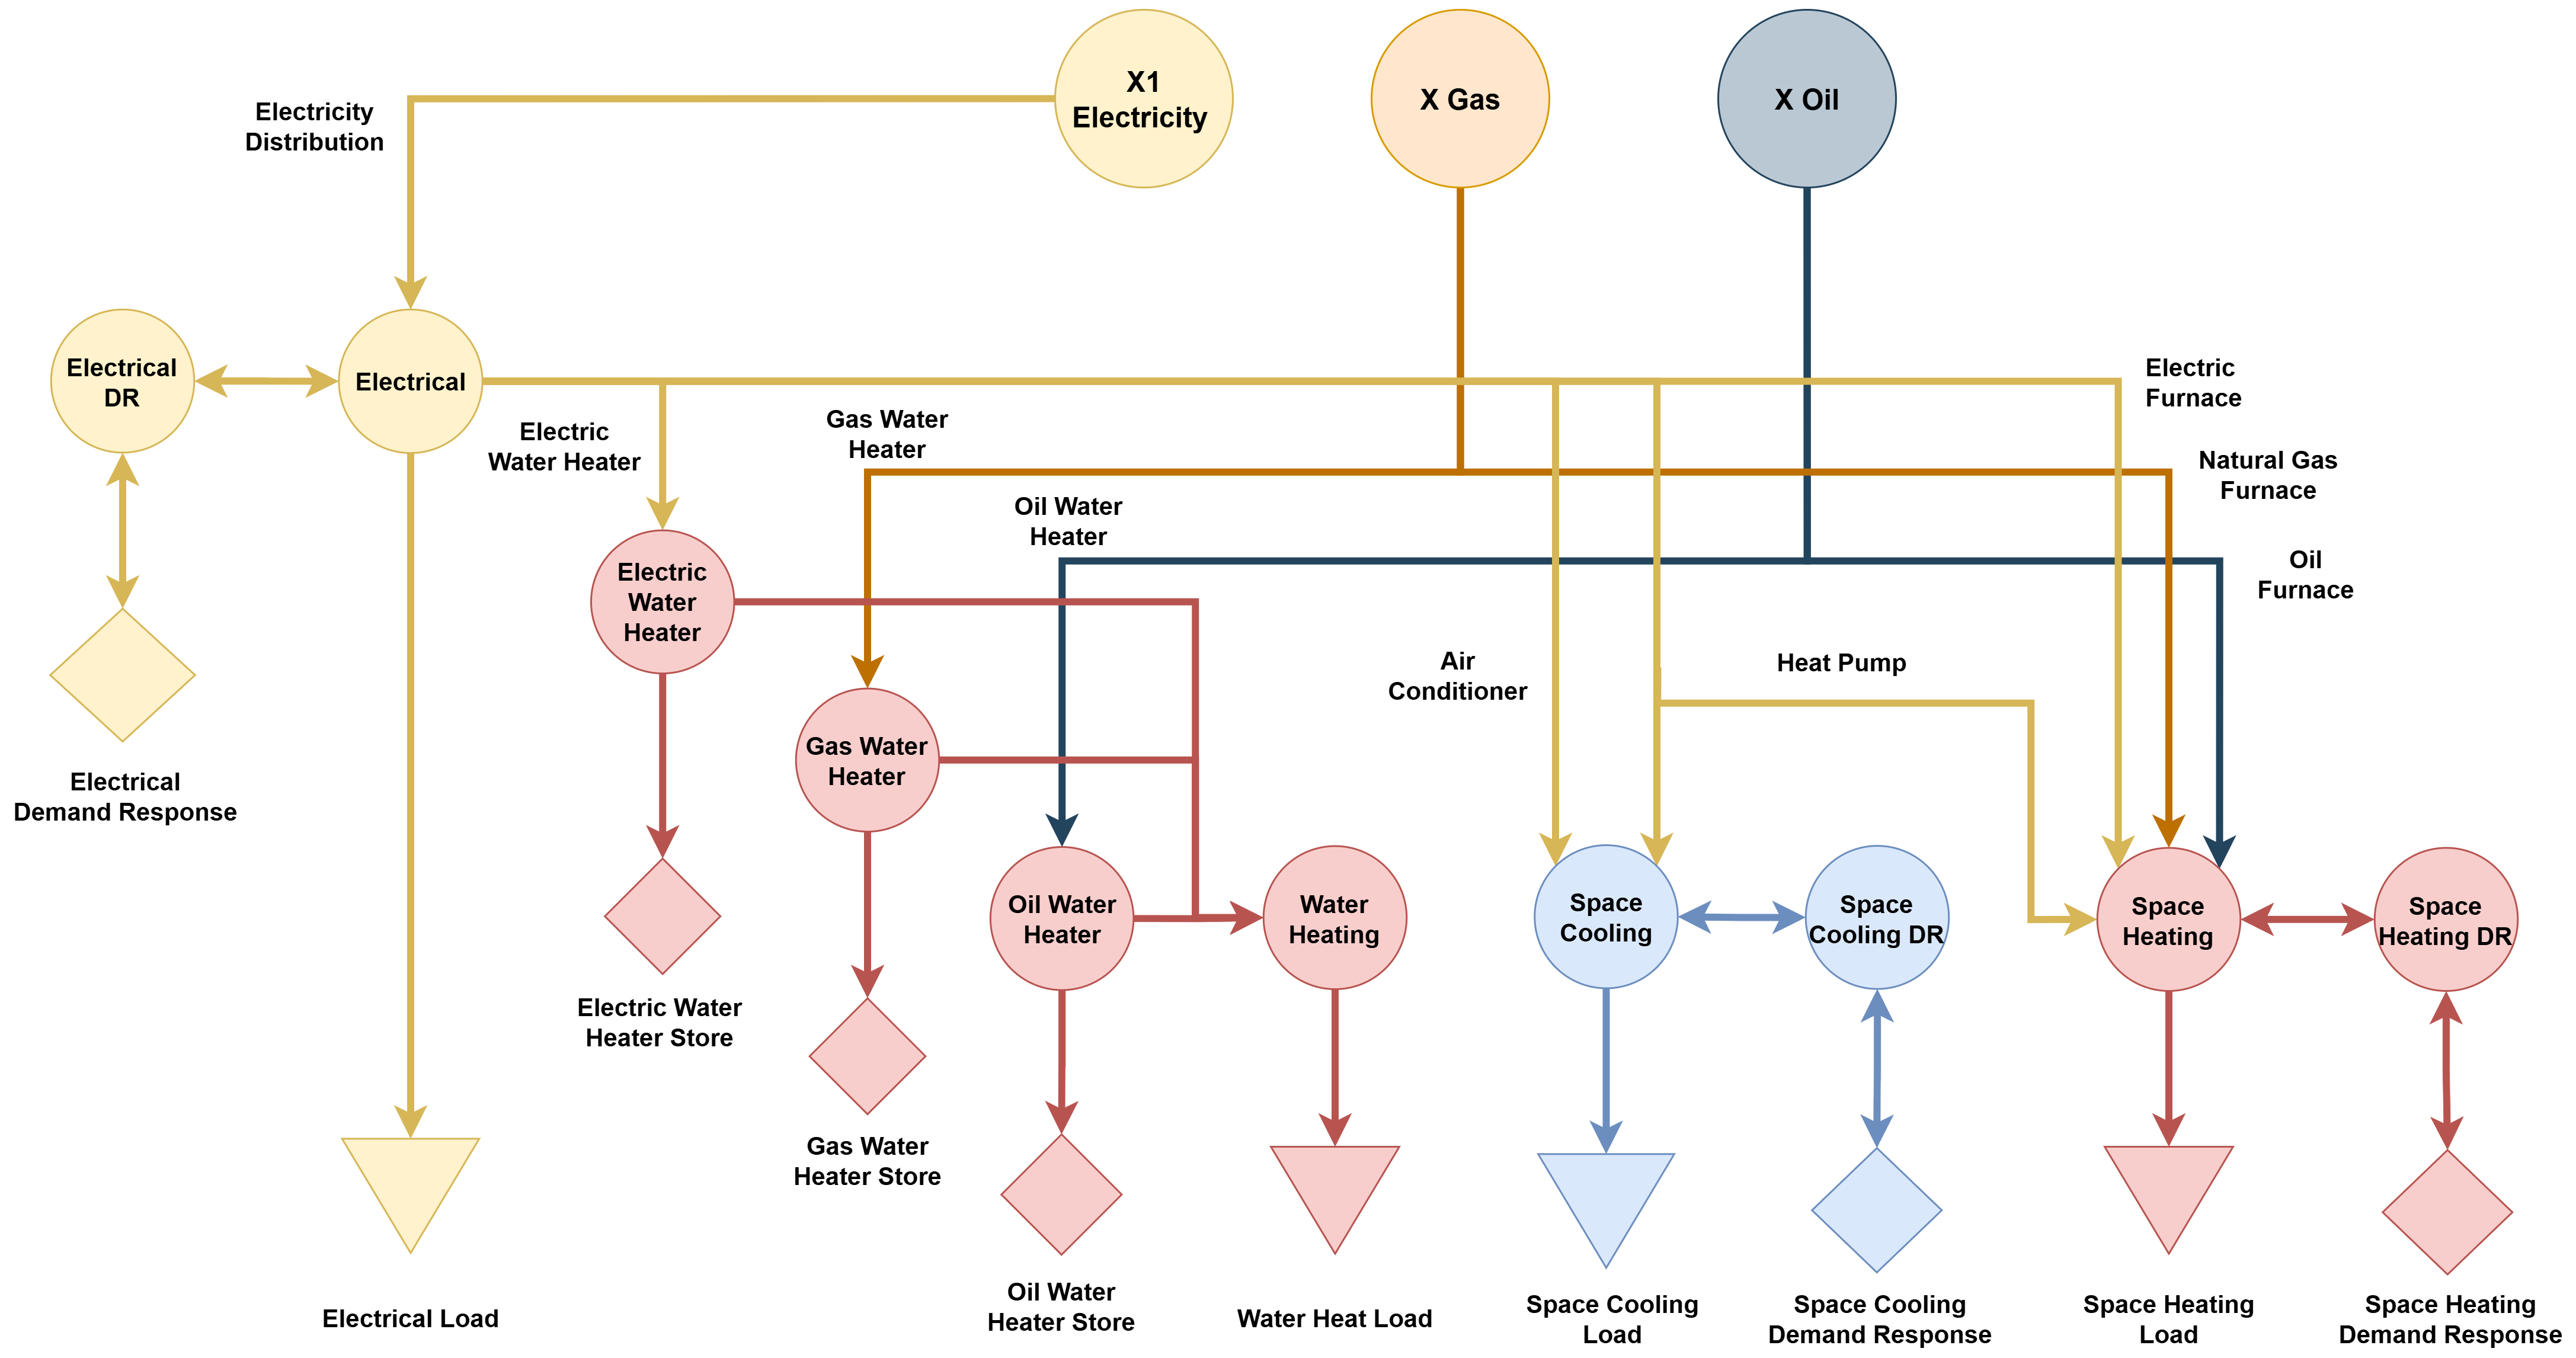 X1
Electricity
X Gas
X Oil
Electricity
Distribution
Electrical
DR
Electrical
Electric
Furnace
Electric
Water Heater
Gas Water
Heater
Natural Gas
Furnace
Oil Water
Heater
Oil
Furnace
Electric
Water
Heater
Air
Conditioner
Heat Pump
Gas Water
Heater
Electrical
Demand Response
Oil Water
Heater
Water
Heating
Space
Cooling
Space
Cooling DR
Space
Heating
Space
Heating DR
Electric Water
Heater Store
Gas Water
Heater Store
Oil Water
Heater Store
Electrical Load
Water Heat Load
Space Cooling
Load
Space Cooling
Demand Response
Space Heating
Load
Space Heating
Demand Response